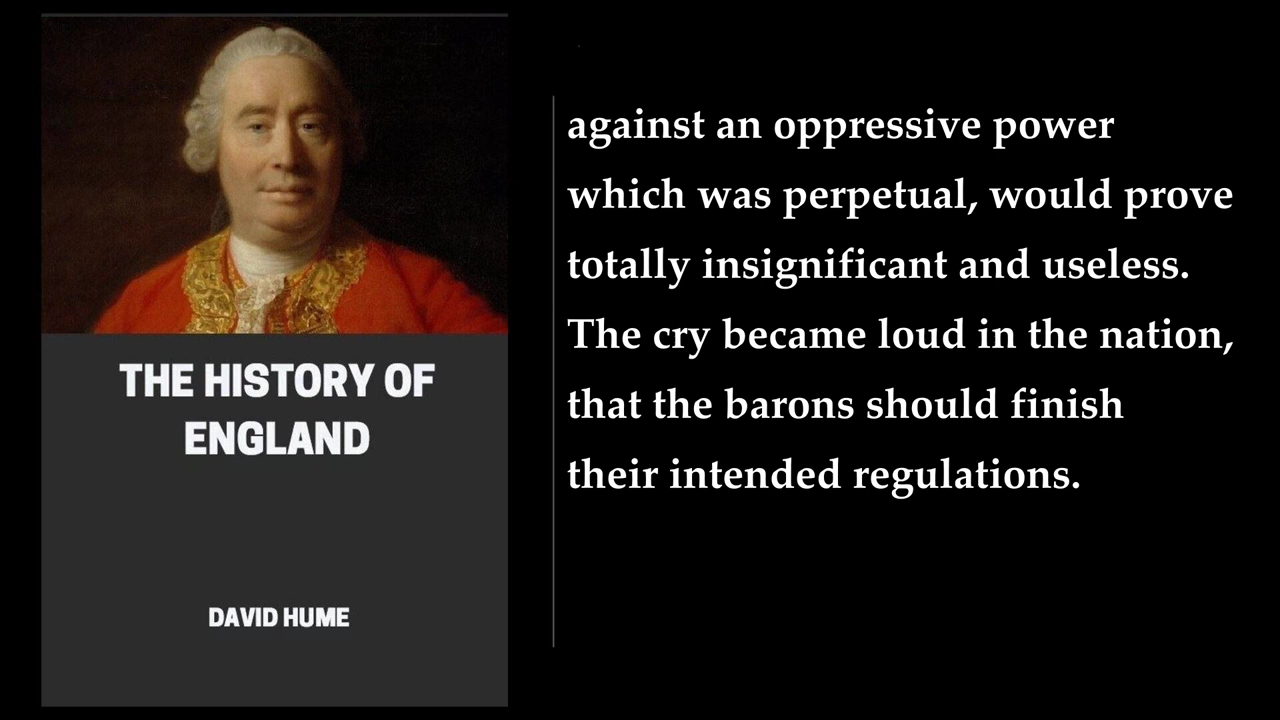 THE HISTORY OF
ENGLAND
DAVID HUME
against an oppressive power
which was perpetual, would prove
totally insignificant and useless.
The cry became loud in the nation,
that the barons should finish
their intended regulations.